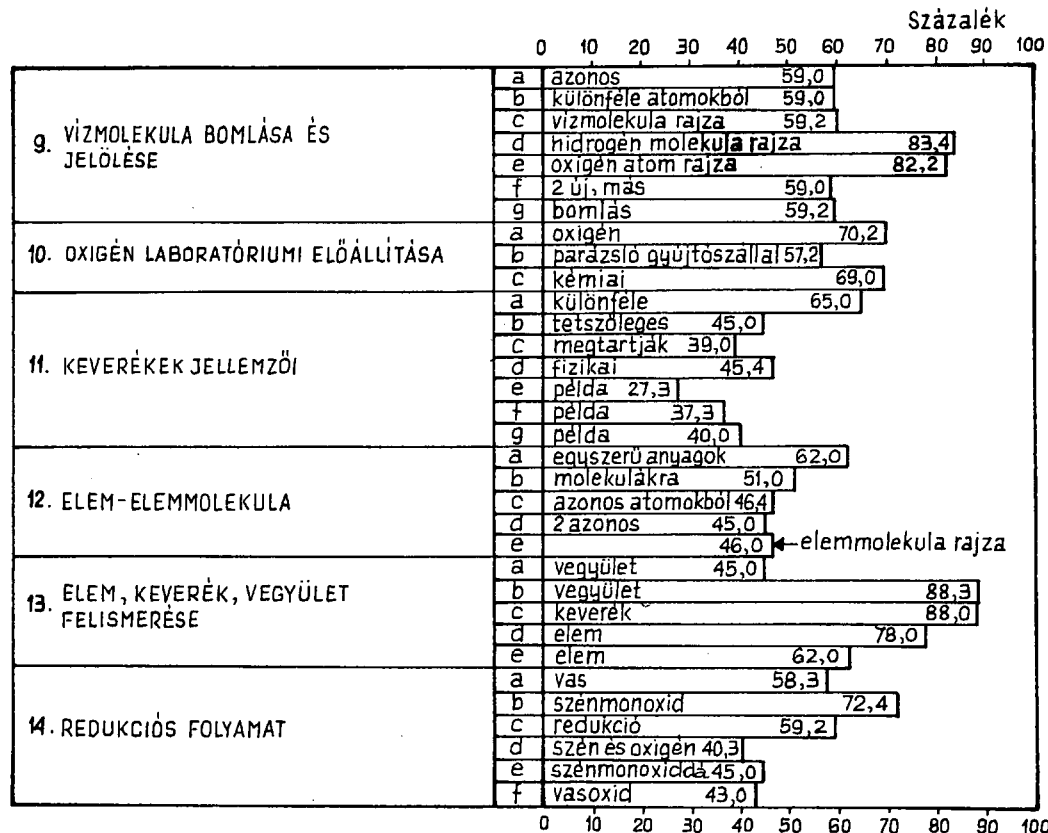 Százalék
0 10 20 30 40 50 60 70 80 90 100
9. VÍZMOLEKULA BOMLÁSA ÉS
JELÖLÉSE
a azonos 59,0
b különféle atomokból 59,0
c vízmolekula rajza 59,2
d hidrogén molekula rajza 83,4
e oxigén atom rajza 82,2
f 2 új, más 59,0
g bomlás 59,2
10. OXIGÉN LABORATÓRIUMI ELŐÁLLÍTÁSA
a oxigén 70,2
b parázsló gyújtószállal 57,2
c kémiai 69,0
11. KEVERÉKEK JELLEMZŐI
a különféle 65,0
b tetszőleges 45,0
c megtartják 39,0
d fizikai 45,4
e példa 27,3
f példa 37,3
g példa 40,0
12. ELEM-ELEMMOLEKULA
a egyszerű anyagok 62,0
b molekulákra 51,0
c azonos atomokból 46,4
d 2 azonos 45,0
e 46,0 elemmolekula rajza
13. ELEM, KEVERÉK, VEGYÜLET
FELISMERÉSE
a vegyület 45,0
b vegyület 88,3
c keverék 88,0
d elem 78,0
e elem 62,0
14. REDUKCIÓS FOLYAMAT
a vas 58,3
b szénmonoxid 72,4
c redukció 59,2
d szén és oxigén 40,3
e szénmonoxiddá 45,0
f vasoxid 43,0
0 10 20 30 40 50 60 70 80 90 100